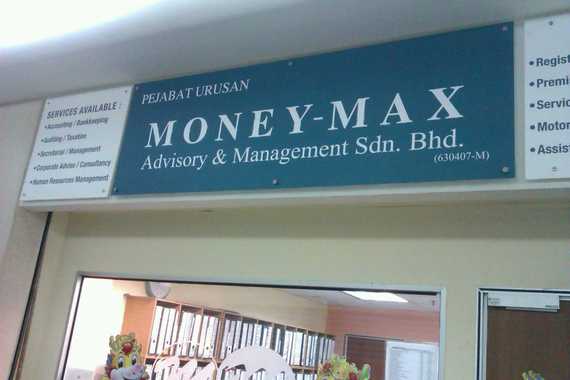 SERVICES AVAILABLE :
•Accounting / Bookkeeping
•Auditing / Taxation
•Secretarial / Management
•Corporate Advise / Consultancy
•Human Resources Management
PEJABAT URUSAN
MONEY-MAX
Advisory & Management Sdn. Bhd.
(630407-M)
• Regist
• Premi
• Servic
• Motor
• Assist